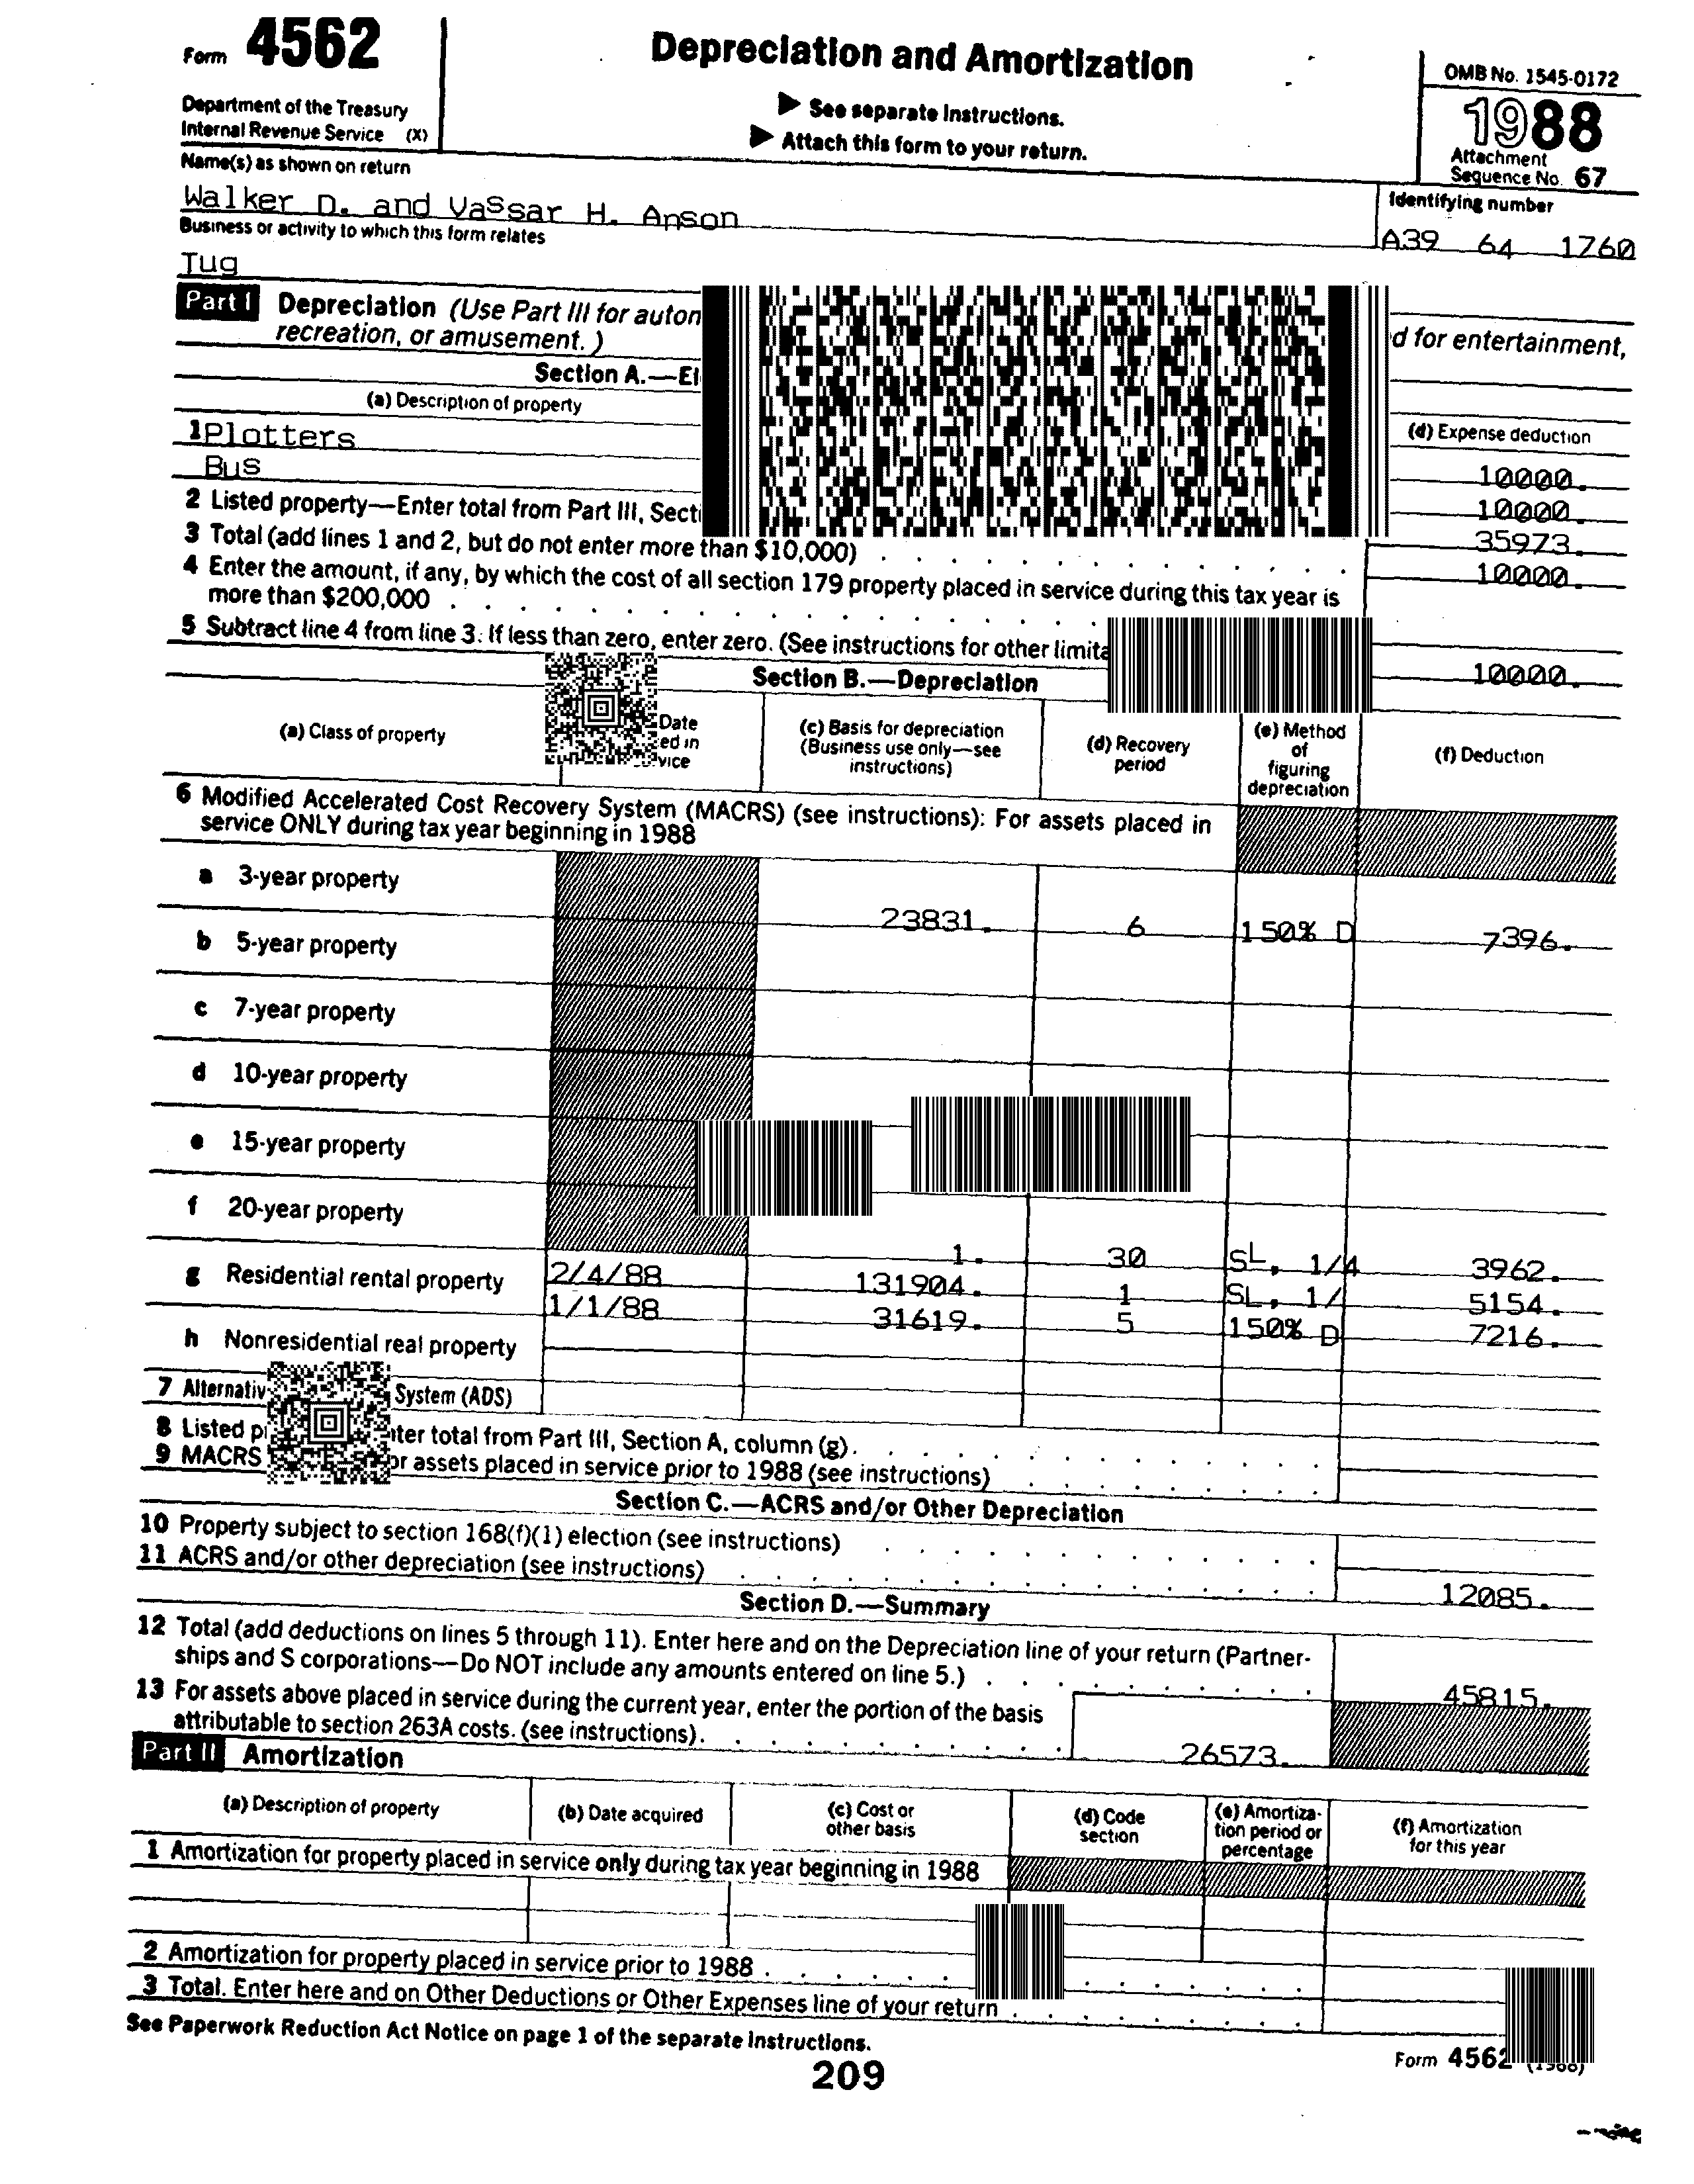 Form 4562
Department of the Treasury
Internal Revenue Service (X)
Depreciation and Amortization
▶ See separate Instructions.
▶ Attach this form to your return.
OMB No. 1545-0172
1988
Attachment
Sequence No. 67
Name(s) as shown on return
Walker D. and Vassar H. Anson
Identifying number
A39 64 1760
Business or activity to which this form relates
Tug
Part I Depreciation (Use Part III for
d for entertainment,
recreation, or amusement.)
Section A.—
(a) Description of property
(d) Expense deduction
1 Plotters 10000.
Bus 10000.
2 Listed property—Enter total from Part III, 35973.
3 Total (add lines 1 and 2, but do not enter more than $10,000) 10000.
4 Enter the amount, if any, by which the cost of all section 179 property placed in service during this tax year is
more than $200,000
5 Subtract line 4 from line 3. If less than zero, enter zero. (See instructions for other 10000.
Section B.—Depreciation
(a) Class of property
Date
ed in
vice
(c) Basis for depreciation
(Business use only—see
instructions)
(d) Recovery
period
(e) Method
of
figuring
depreciation
(f) Deduction
6 Modified Accelerated Cost Recovery System (MACRS) (see instructions): For assets placed in
service ONLY during tax year beginning in 1988
a 3-year property
23831. 6 150% D 7396.
b 5-year property
c 7-year property
d 10-year property
e 15-year property
f 20-year property
1. 30 SL, 1/4 3962.
g Residential rental property 2/4/88 131904. 1 SL, 1/ 5154.
1/1/88 31619. 5 150% D 7216.
h Nonresidential real property
7 Alternativ System (ADS)
8 Listed nter total from Part III, Section A, column (g).
9 MACRS or assets placed in service prior to 1988 (see instructions)
Section C.—ACRS and/or Other Depreciation
10 Property subject to section 168(f)(1) election (see instructions)
11 ACRS and/or other depreciation (see instructions) 12085.
Section D.—Summary
12 Total (add deductions on lines 5 through 11). Enter here and on the Depreciation line of your return (Partner-
ships and S corporations—Do NOT include any amounts entered on line 5.) 45815.
13 For assets above placed in service during the current year, enter the portion of the basis
attributable to section 263A costs. (see instructions). 26573.
Part II Amortization
(a) Description of property
(b) Date acquired
(c) Cost or
other basis
(d) Code
section
(e) Amortiza-
tion period or
percentage
(f) Amortization
for this year
1 Amortization for property placed in service only during tax year beginning in 1988
2 Amortization for property placed in service prior to 1988
3 Total. Enter here and on Other Deductions or Other Expenses line of your return
See Paperwork Reduction Act Notice on page 1 of the separate Instructions.
Form 4562 (1988)
209